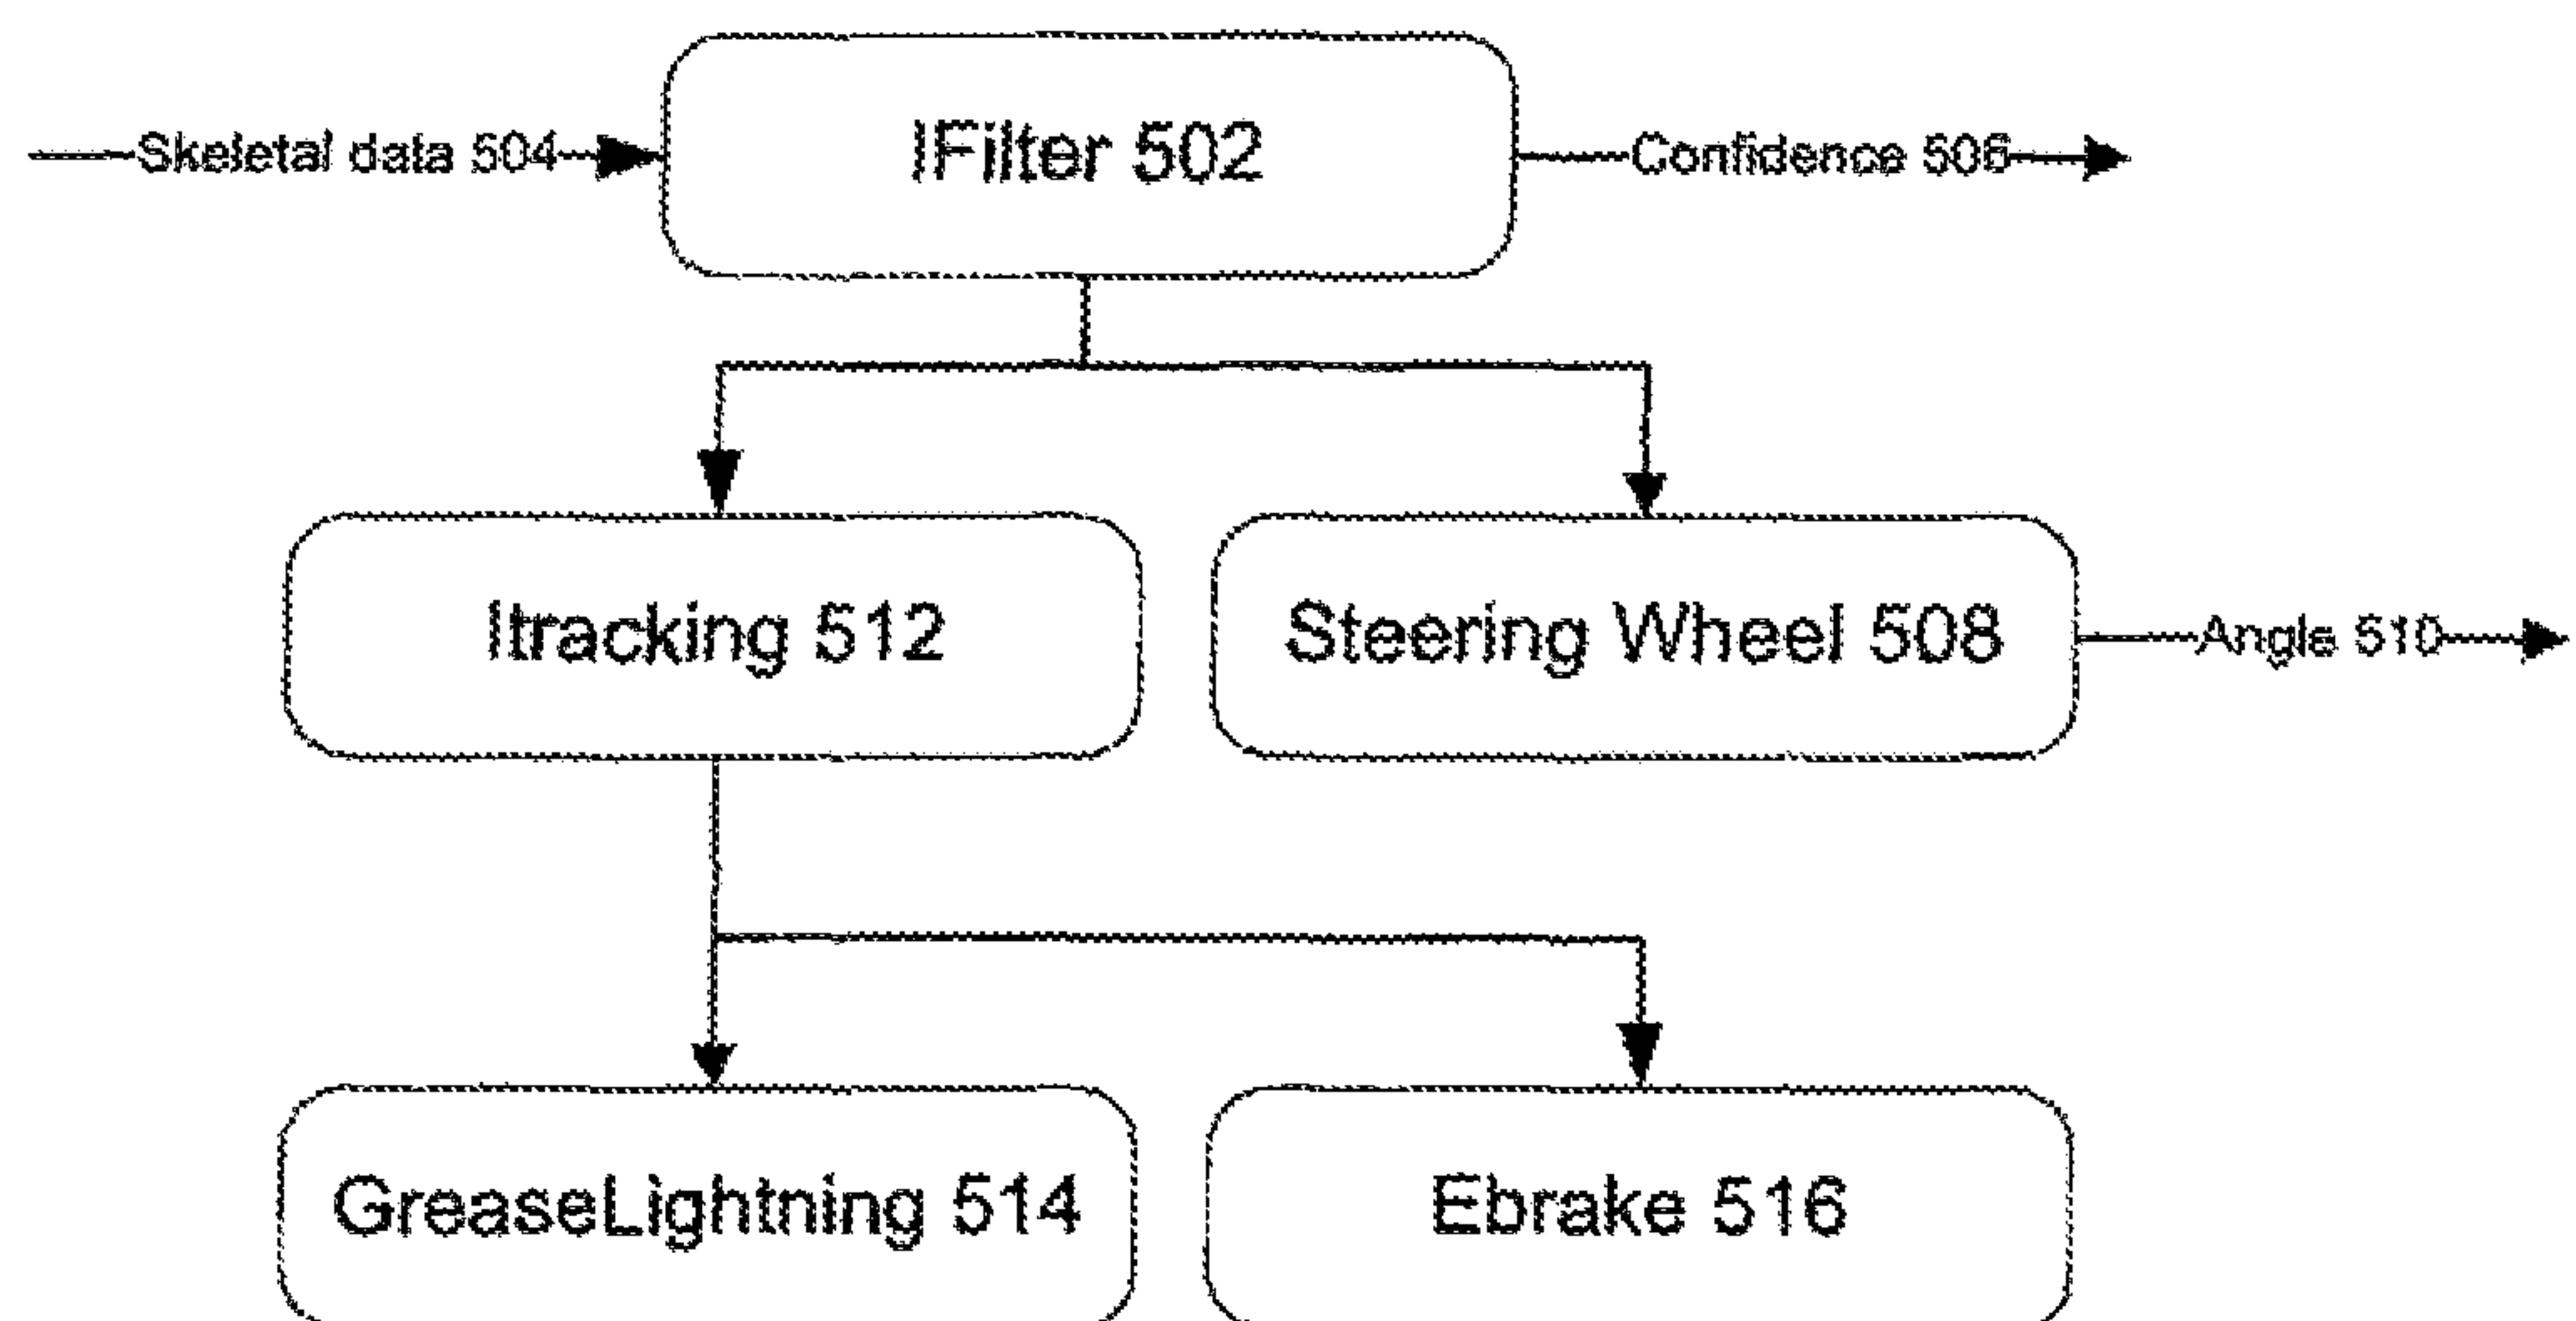 Skeletal data 504
IFilter 502
Confidence 506
Itracking 512
Steering Wheel 508
Angle 510
GreaseLightning 514
Ebrake 516